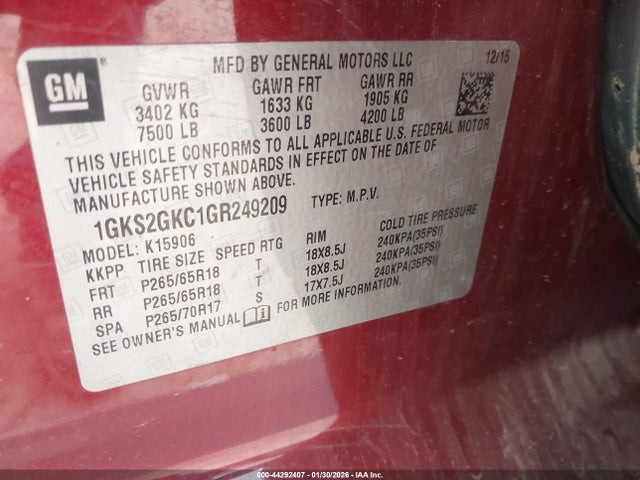 GM ®
MFD BY GENERAL MOTORS LLC 12/15
GVWR GAWR FRT GAWR RR
3402 KG 1633 KG 1905 KG
7500 LB 3600 LB 4200 LB
THIS VEHICLE CONFORMS TO ALL APPLICABLE U.S. FEDERAL MOTOR
VEHICLE SAFETY STANDARDS IN EFFECT ON THE DATE OF
MANUFACTURE SHOWN ABOVE.
1GKS2GKC1GR249209 TYPE: M.P.V.
MODEL: K15906
KKPP TIRE SIZE SPEED RTG RIM COLD TIRE PRESSURE
FRT P265/65R18 T 18X8.5J 240KPA(35PSI)
RR P265/65R18 T 18X8.5J 240KPA(35PSI)
SPA P265/70R17 S 17X7.5J 240KPA(35PSI)
SEE OWNER'S MANUAL FOR MORE INFORMATION.
000-44292407 - 01/30/2026 - IAA Inc.